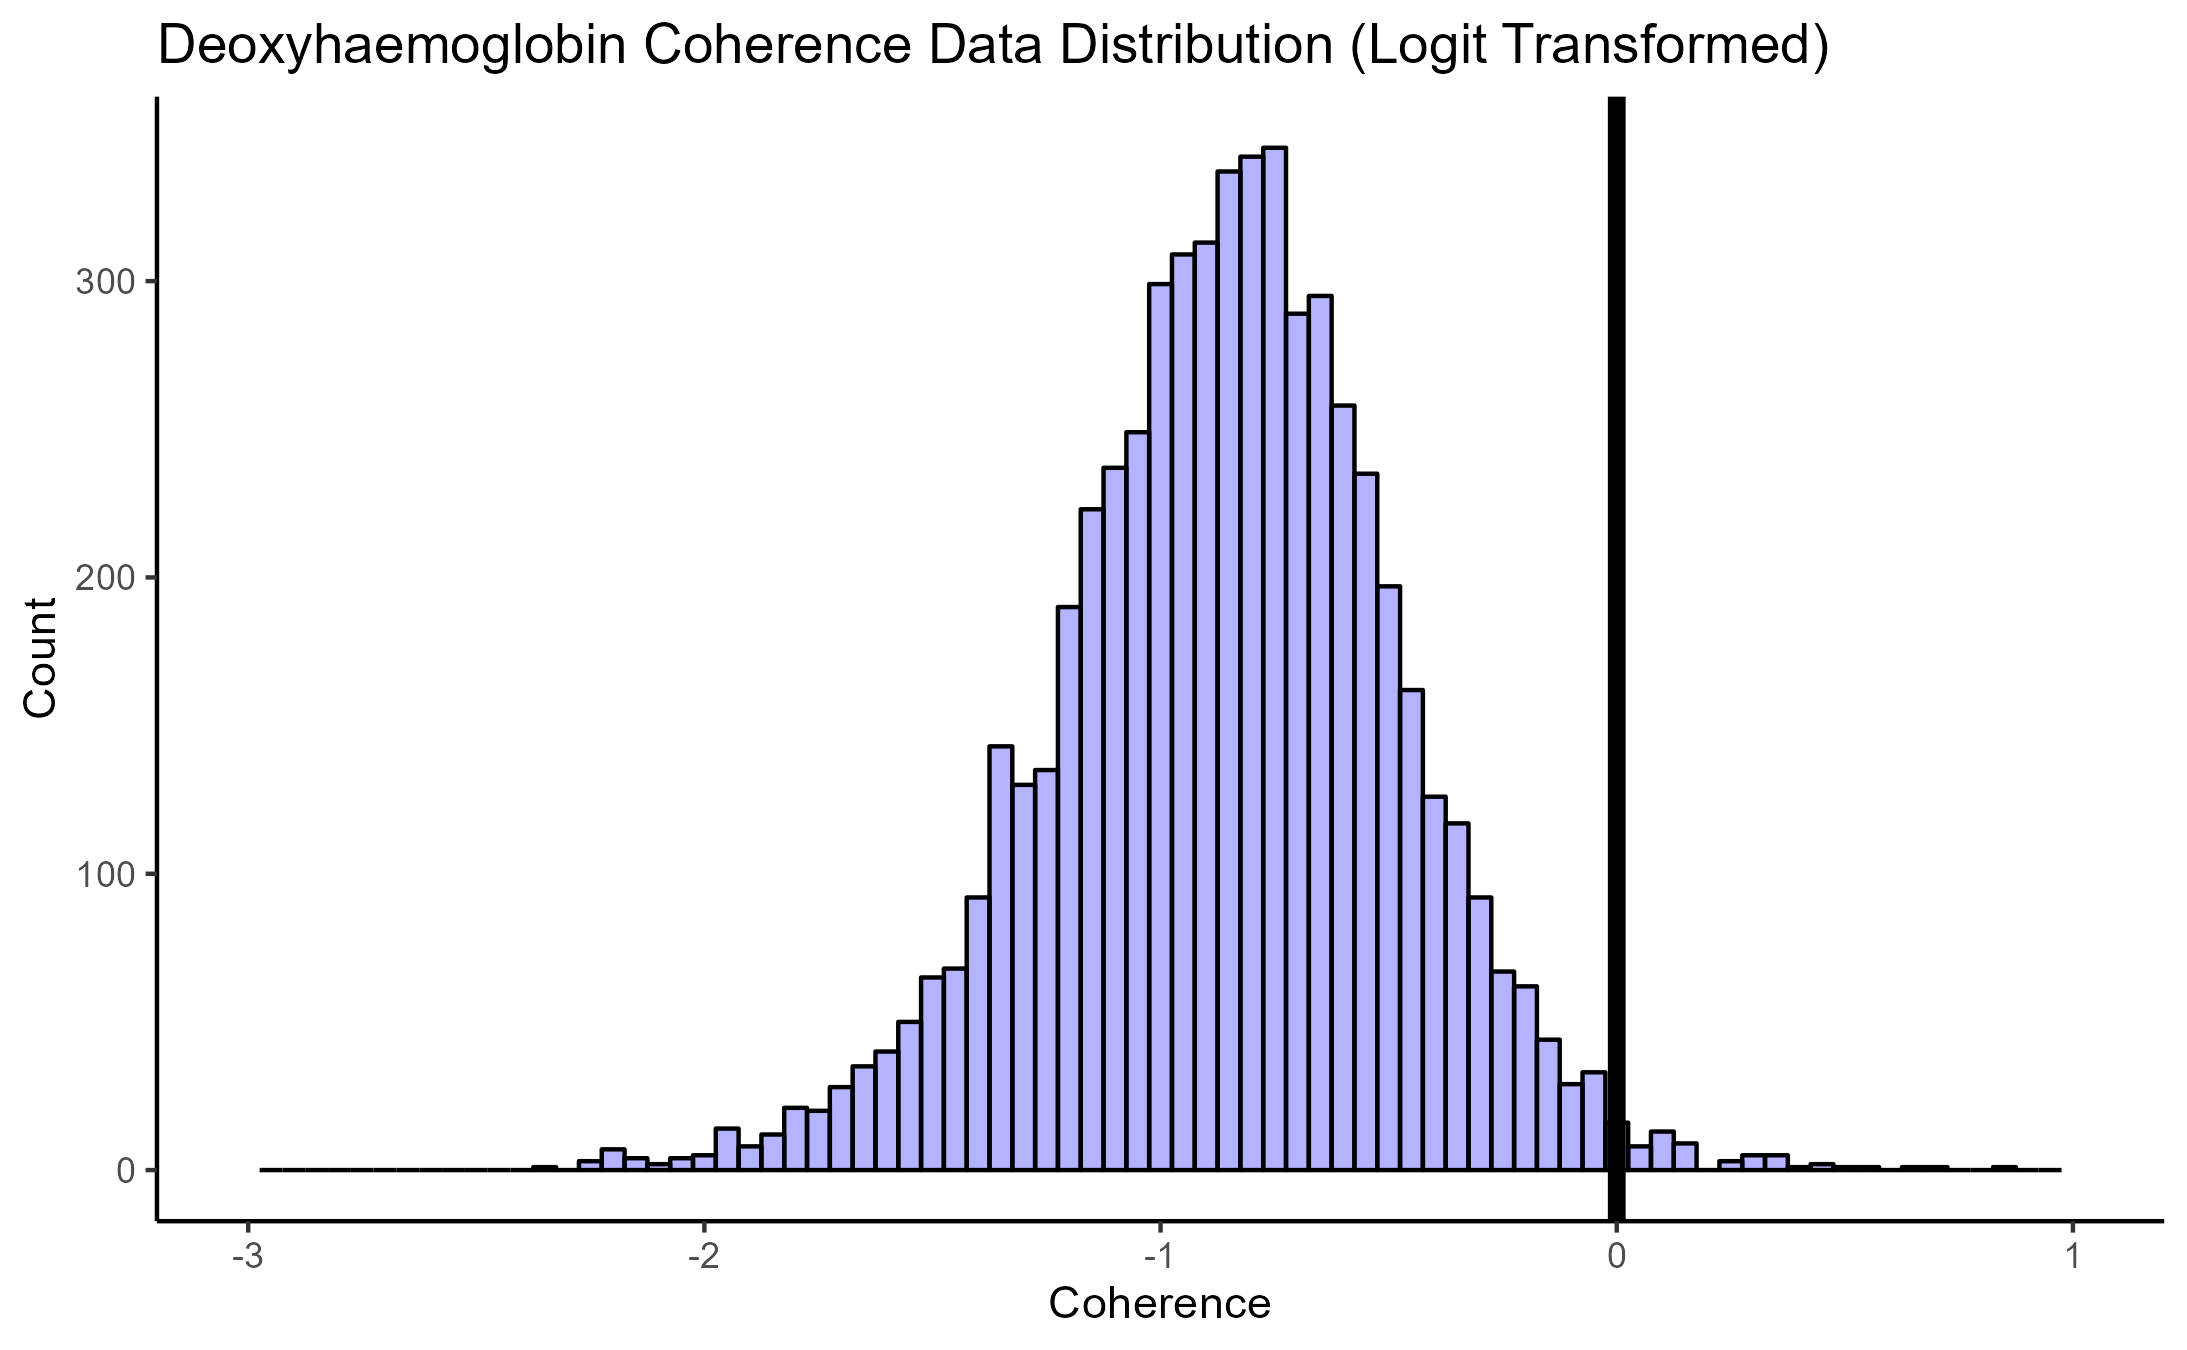 Deoxyhaemoglobin Coherence Data Distribution (Logit Transformed)
Count
300
200
100
0
-3 -2 -1 0 1
Coherence